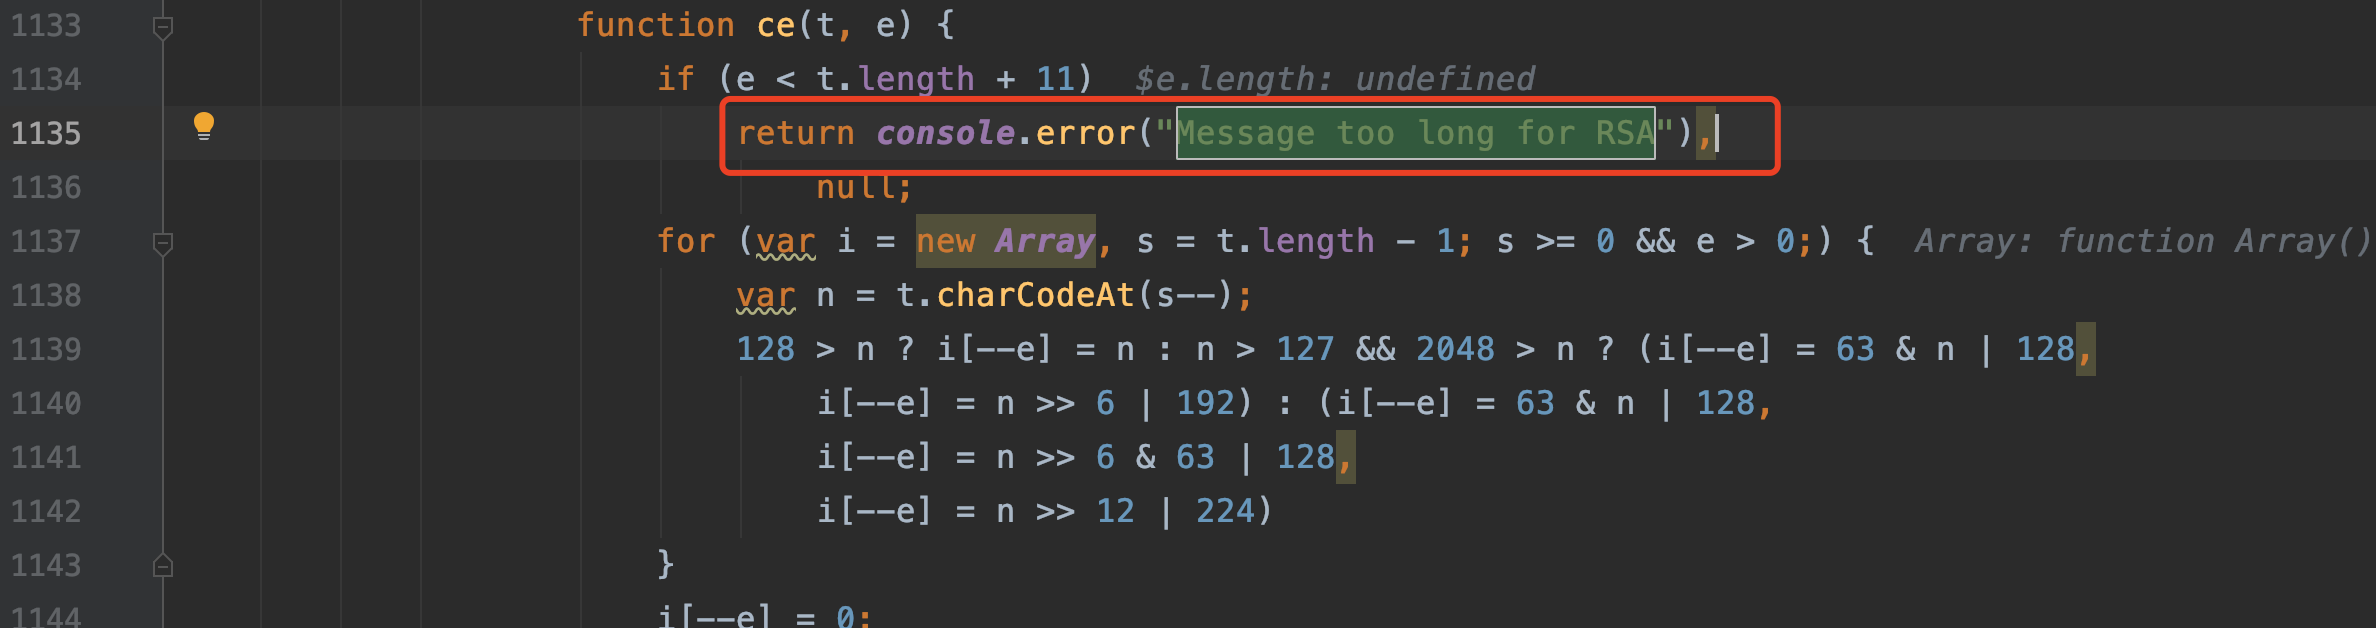 1133 function ce(t, e) {
1134 if (e < t.length + 11) $e.length: undefined
1135 return console.error("Message too long for RSA"),
1136 null;
1137 for (var i = new Array, s = t.length - 1; s >= 0 && e > 0;) { Array: function Array()
1138 var n = t.charCodeAt(s--);
1139 128 > n ? i[--e] = n : n > 127 && 2048 > n ? (i[--e] = 63 & n | 128,
1140 i[--e] = n >> 6 | 192) : (i[--e] = 63 & n | 128,
1141 i[--e] = n >> 6 & 63 | 128,
1142 i[--e] = n >> 12 | 224)
1143 }
1144 i[--e] = 0;